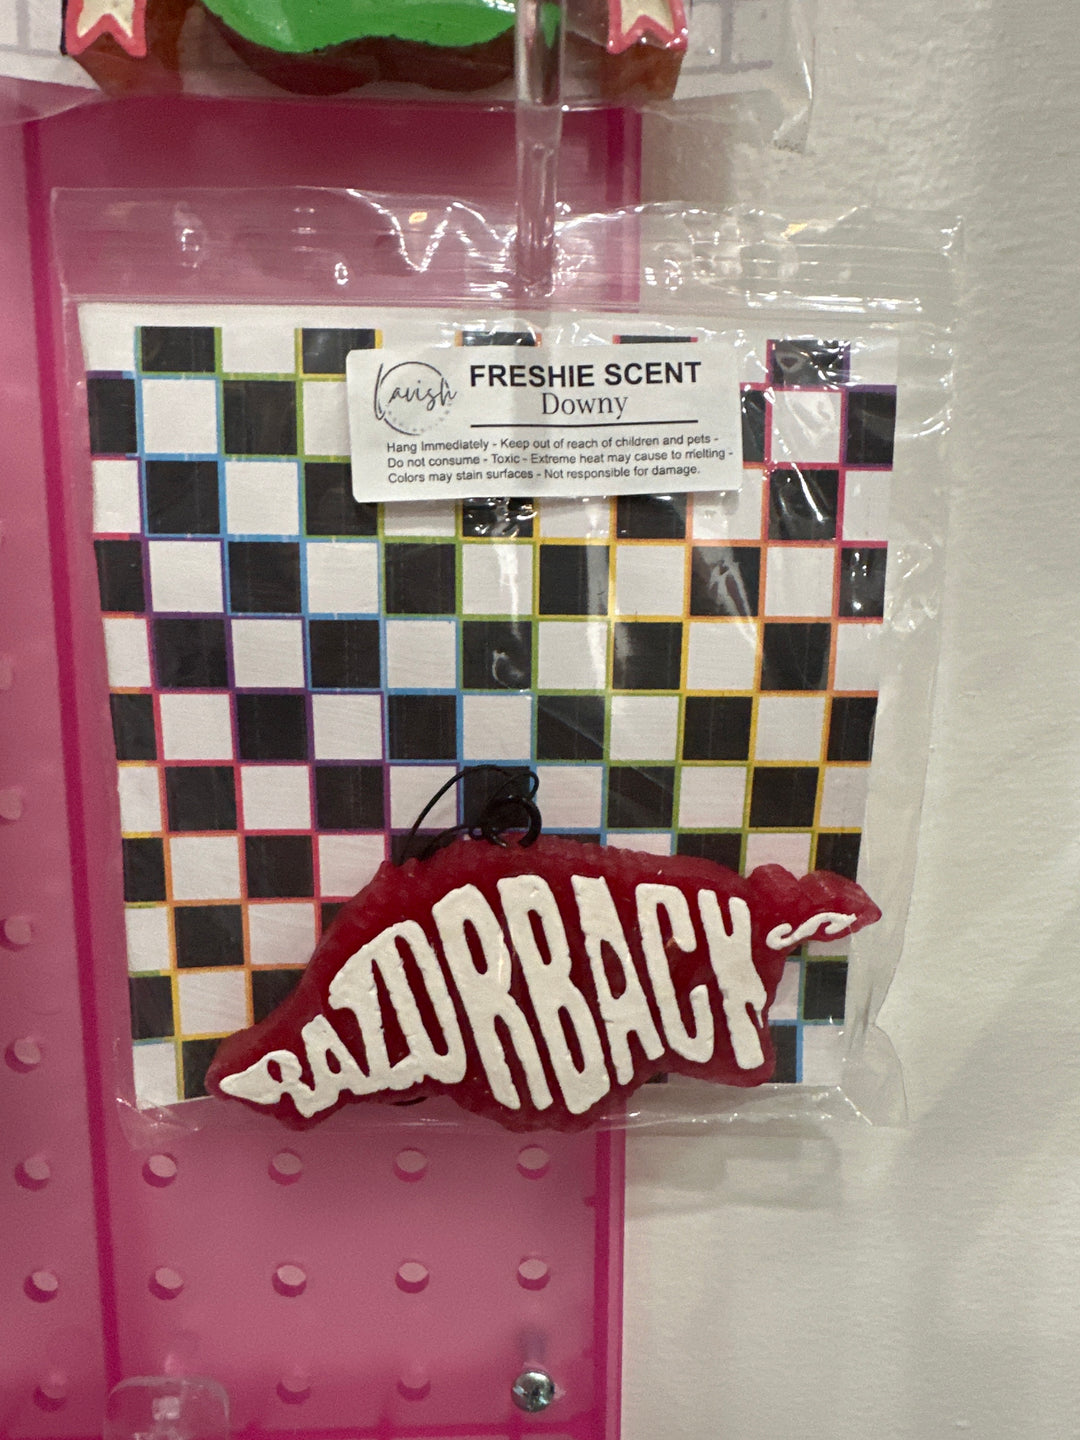 Lavish
FRESHIE SCENT
Downy
Hang Immediately - Keep out of reach of children and pets -
Do not consume - Toxic - Extreme heat may cause to melting -
Colors may stain surfaces - Not responsible for damage.
RAZORBACK